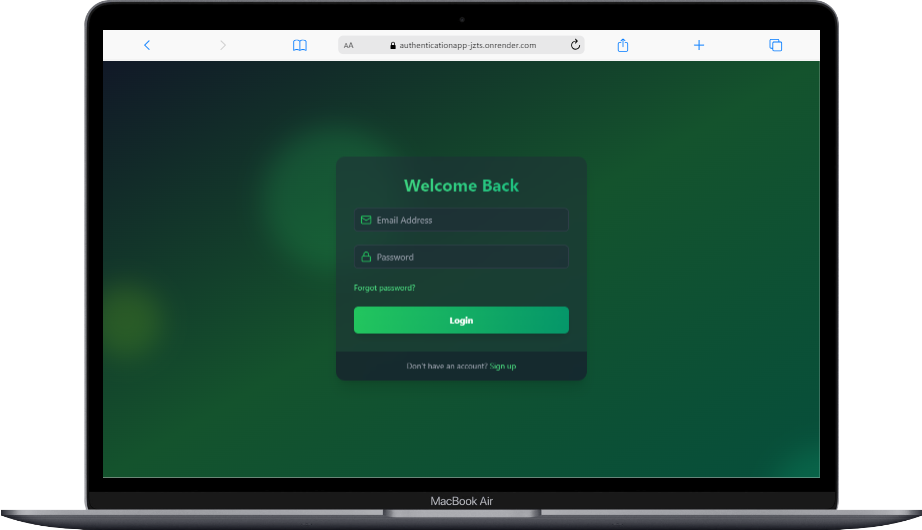 AA authenticationapp-jzts.onrender.com
Welcome Back
Email Address
Password
Forgot password?
Login
Don't have an account? Sign up
MacBook Air